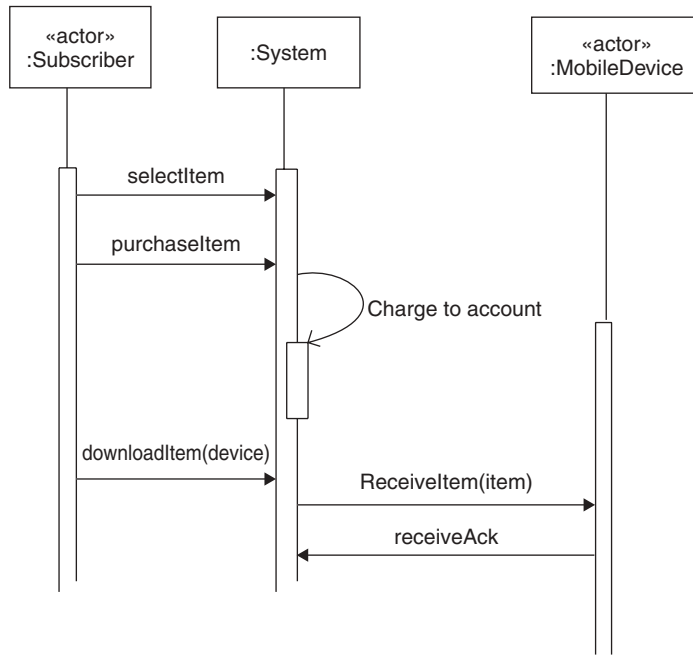 «actor»
:Subscriber
:System
«actor»
:MobileDevice
selectItem
purchaseItem
Charge to account
downloadItem(device)
ReceiveItem(item)
receiveAck